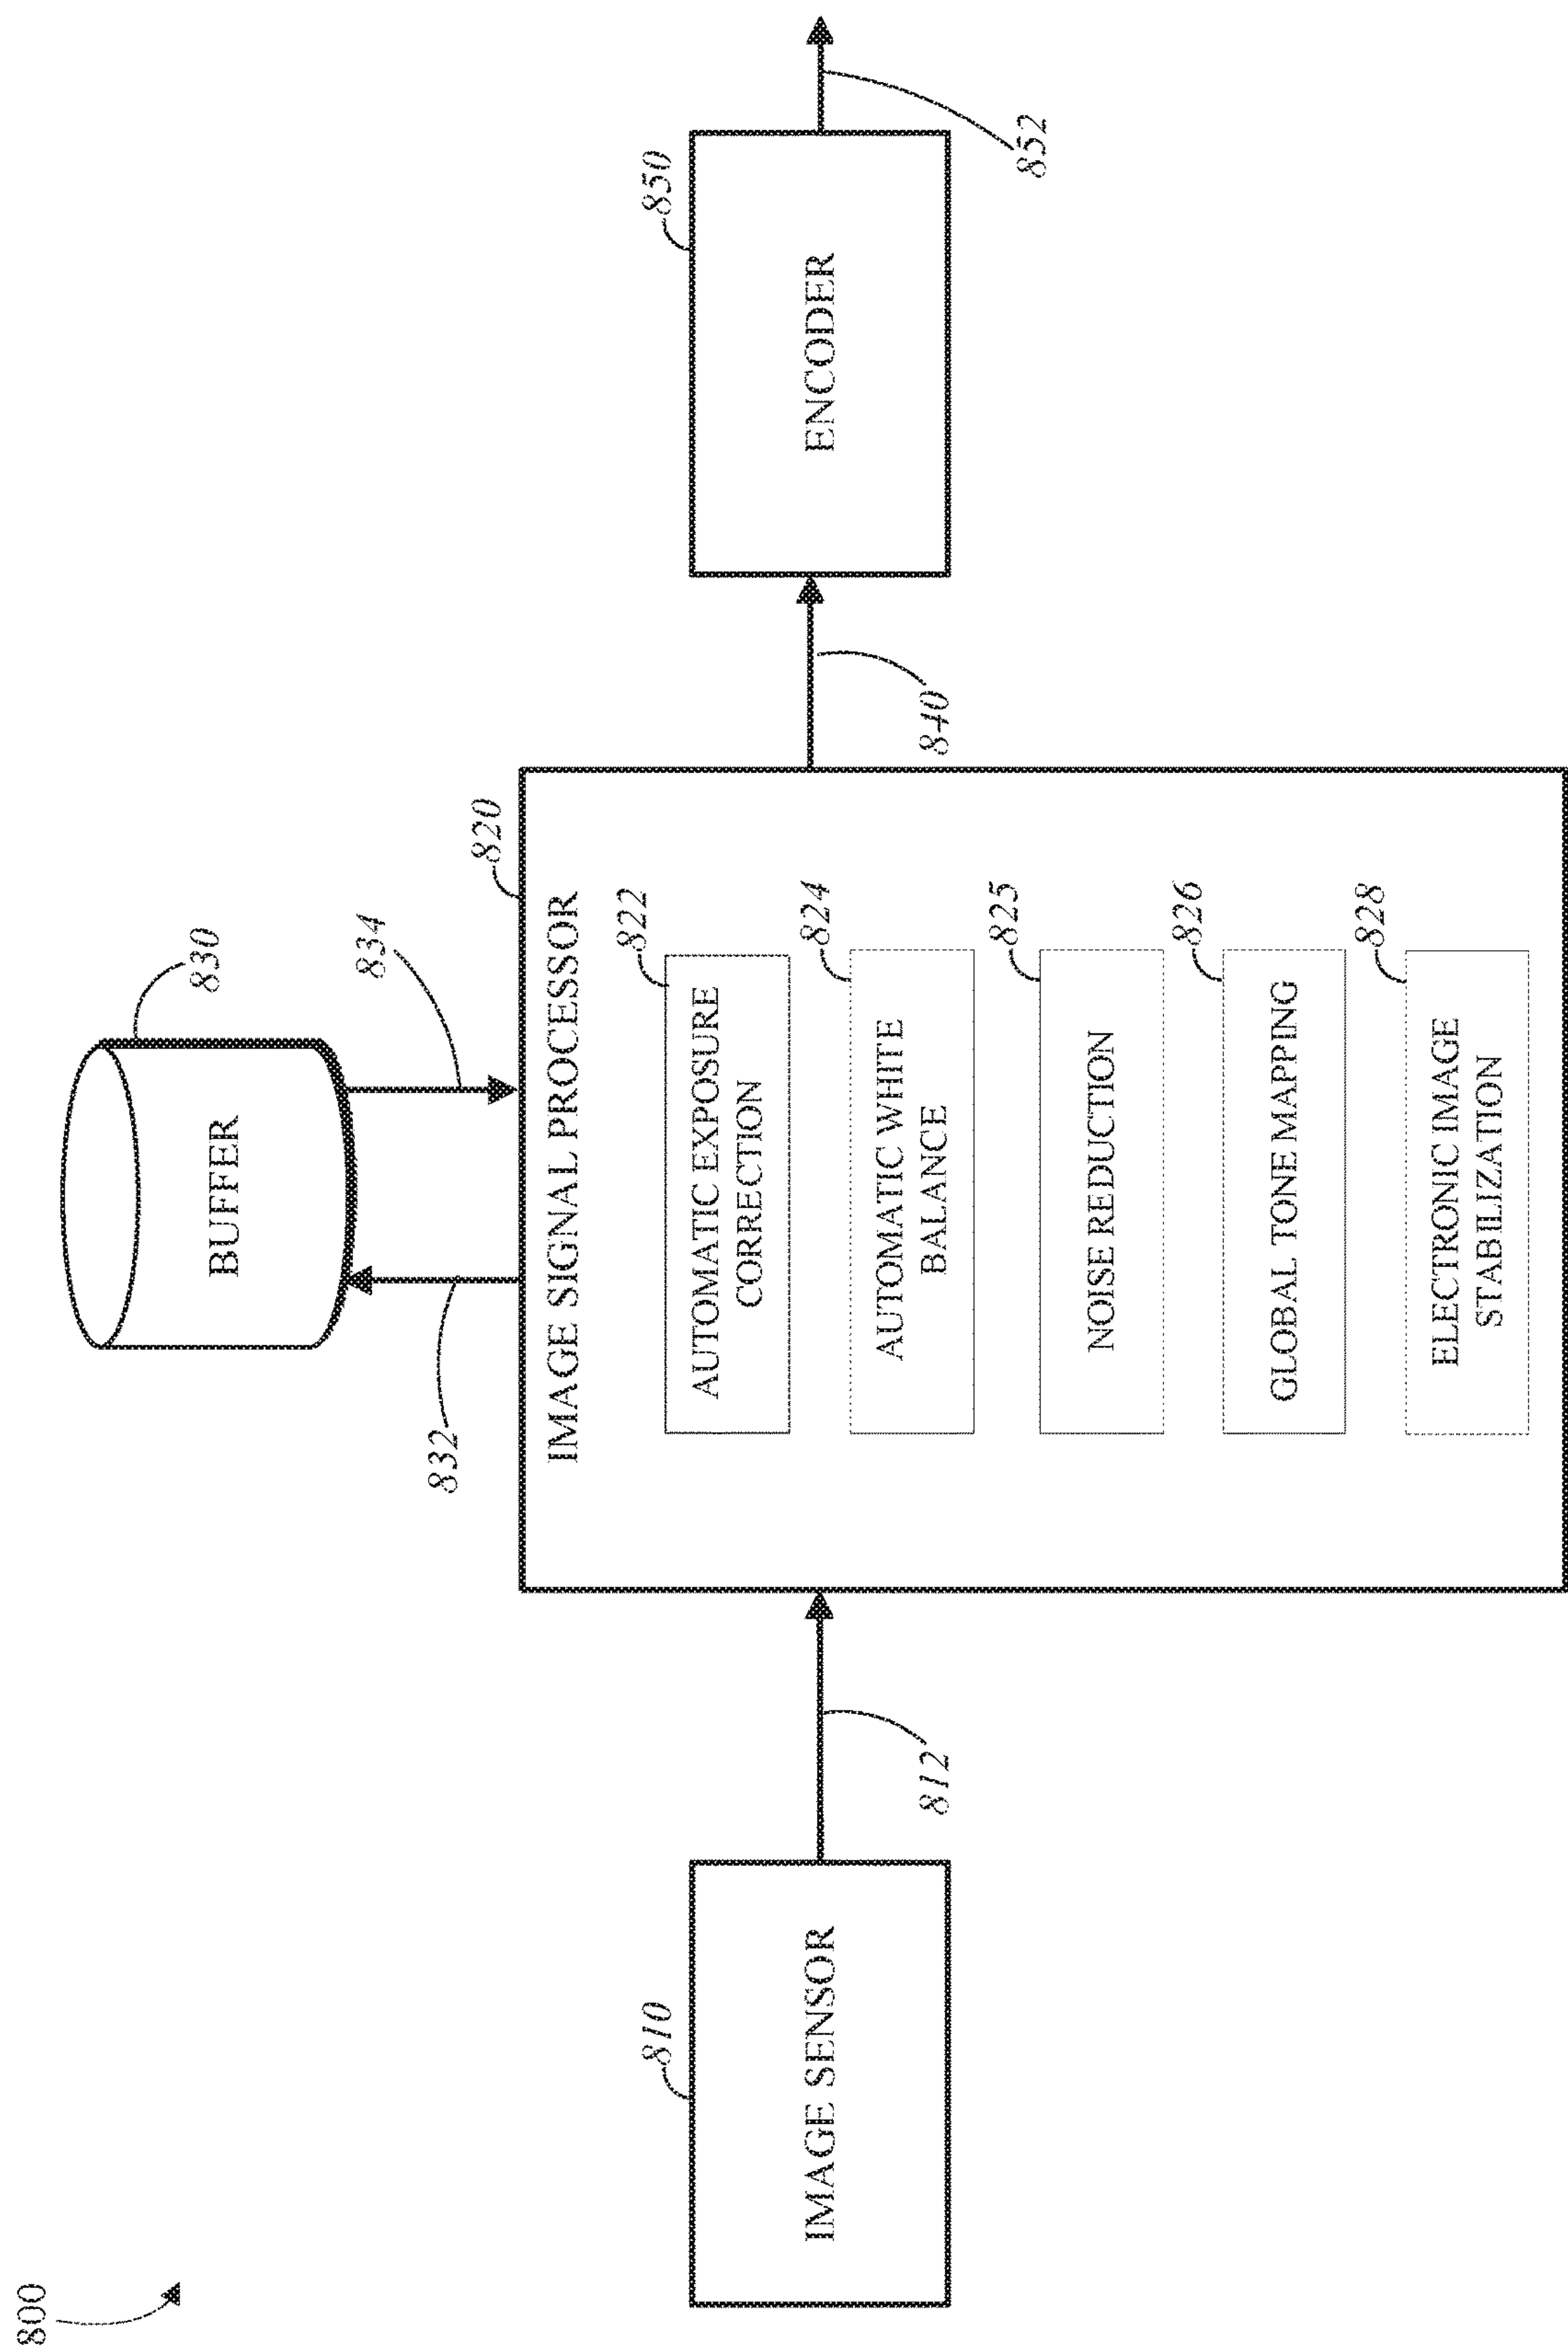 800
BUFFER
830
832
834
IMAGE SENSOR
810
812
IMAGE SIGNAL PROCESSOR
820
AUTOMATIC EXPOSURE
CORRECTION
822
AUTOMATIC WHITE
BALANCE
824
NOISE REDUCTION
825
GLOBAL TONE MAPPING
826
ELECTRONIC IMAGE
STABILIZATION
828
840
ENCODER
850
852